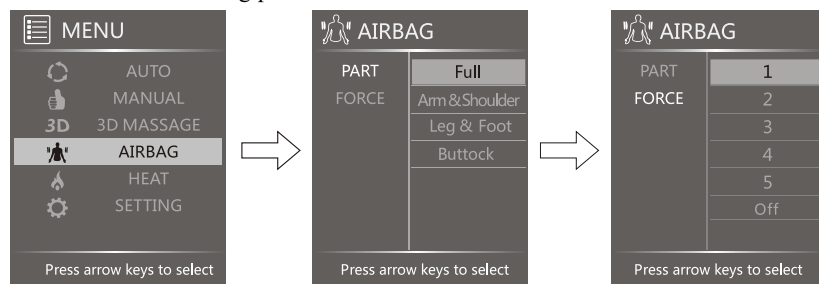 MENU
AUTO
MANUAL
3D 3D MASSAGE
AIRBAG
HEAT
SETTING
Press arrow keys to select
AIRBAG
PART Full
FORCE Arm & Shoulder
Leg & Foot
Buttock
Press arrow keys to select
AIRBAG
PART 1
FORCE 2
3
4
5
Off
Press arrow keys to select